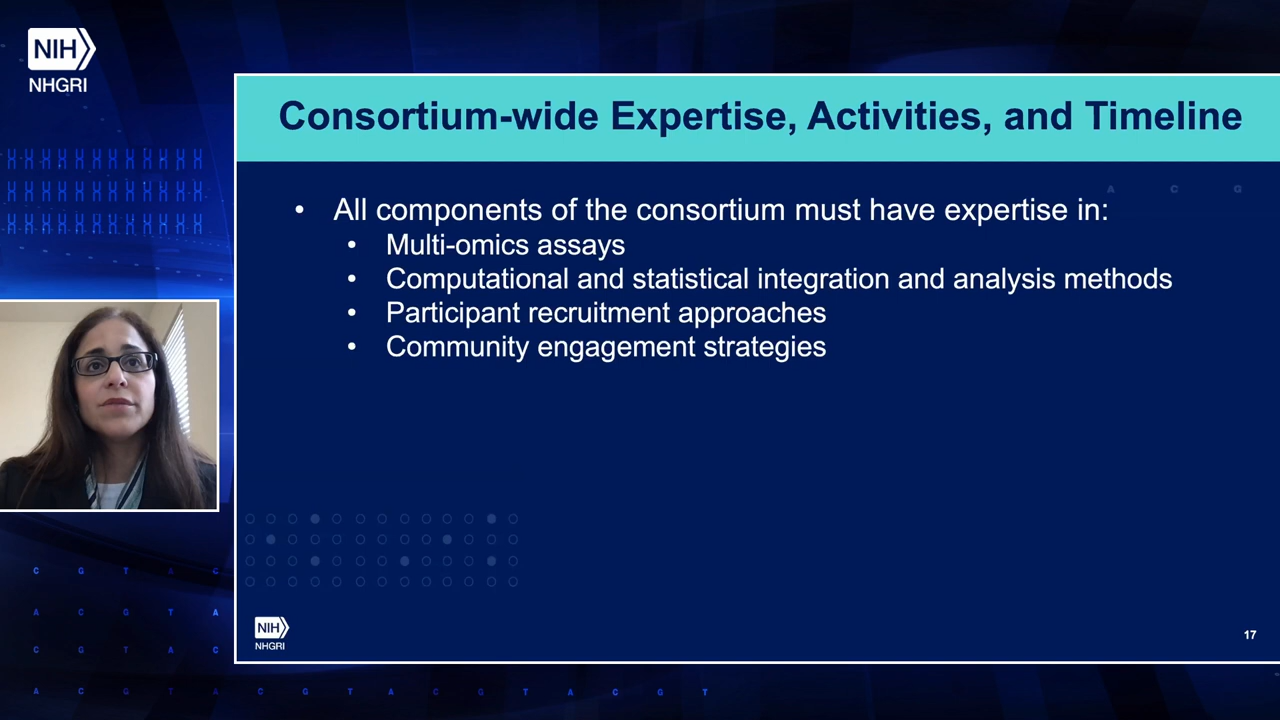 NIH
NHGRI
Consortium-wide Expertise, Activities, and Timeline
A C G
• All components of the consortium must have expertise in:
• Multi-omics assays
• Computational and statistical integration and analysis methods
• Participant recruitment approaches
• Community engagement strategies
C G T A C
A C G T A
C G T A C
NIH
NHGRI
17
A C G T A C G T A C G T A C G T